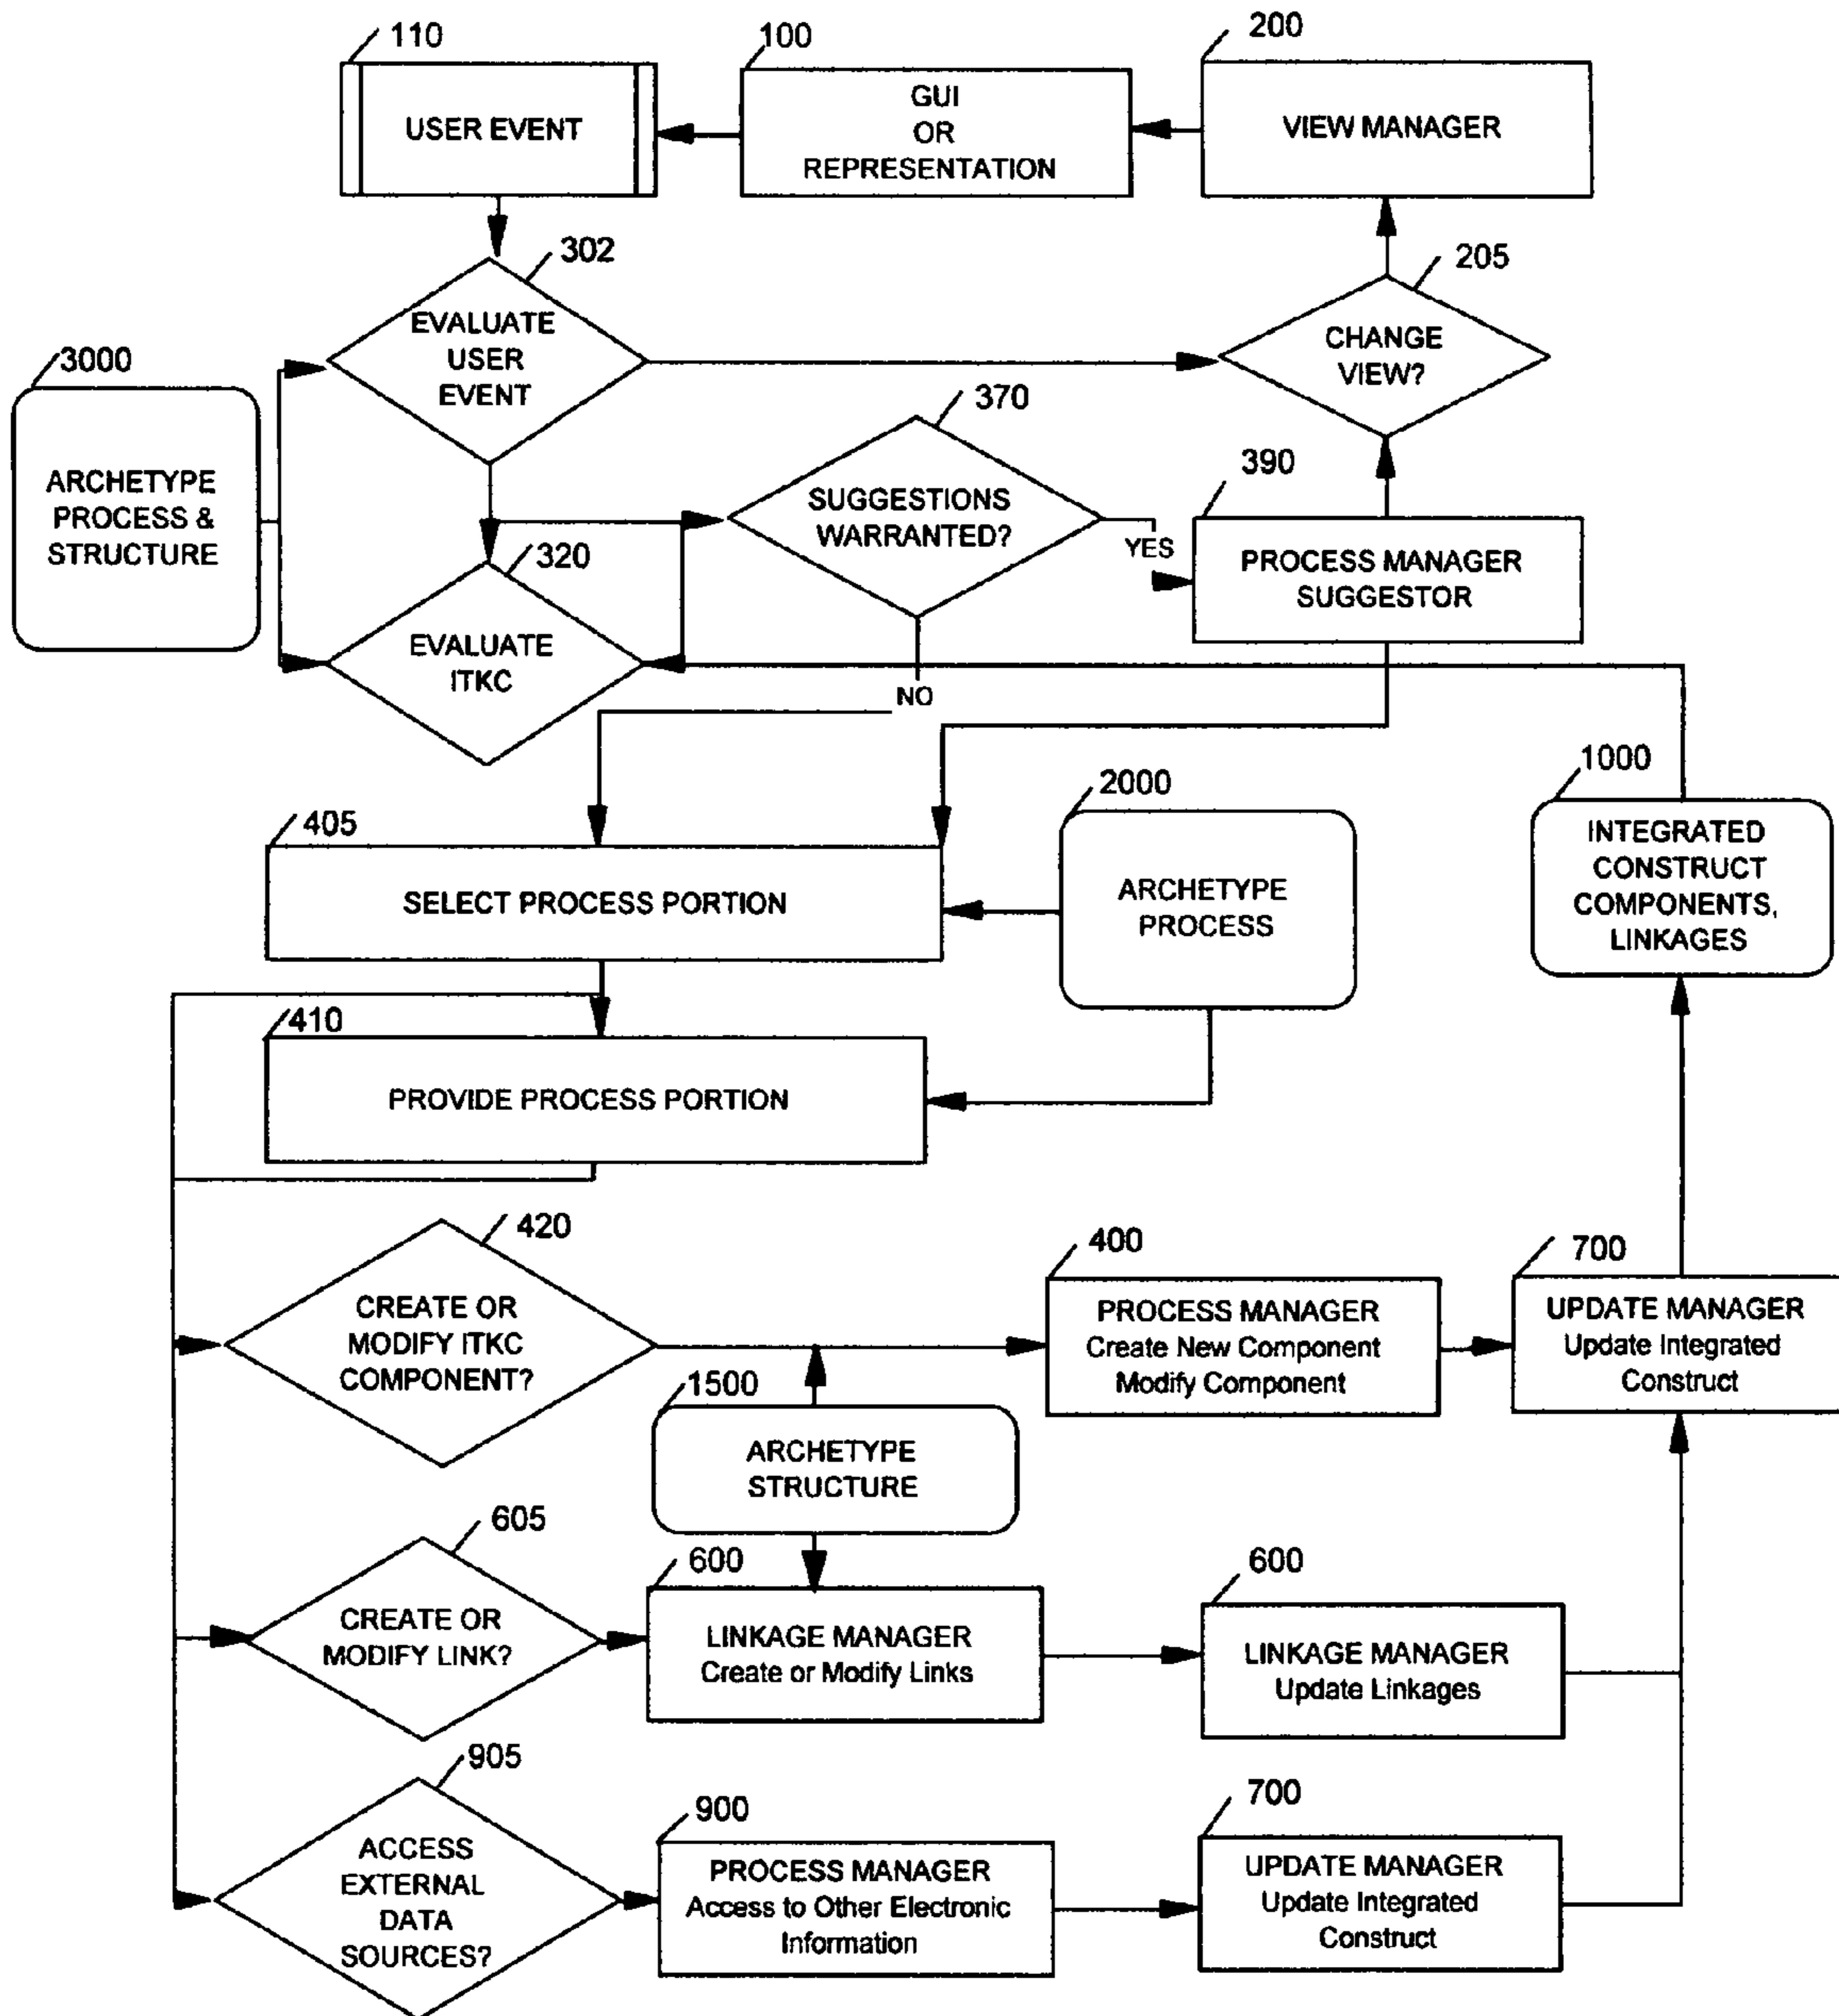 110
100
200
USER EVENT
GUI
OR
REPRESENTATION
VIEW MANAGER
302
205
EVALUATE
USER
EVENT
CHANGE
VIEW?
3000
ARCHETYPE
PROCESS &
STRUCTURE
370
SUGGESTIONS
WARRANTED?
YES
NO
390
PROCESS MANAGER
SUGGESTOR
320
EVALUATE
ITKC
1000
INTEGRATED
CONSTRUCT
COMPONENTS,
LINKAGES
405
SELECT PROCESS PORTION
2000
ARCHETYPE
PROCESS
410
PROVIDE PROCESS PORTION
420
CREATE OR
MODIFY ITKC
COMPONENT?
400
PROCESS MANAGER
Create New Component
Modify Component
700
UPDATE MANAGER
Update Integrated
Construct
1500
ARCHETYPE
STRUCTURE
605
CREATE OR
MODIFY LINK?
600
LINKAGE MANAGER
Create or Modify Links
600
LINKAGE MANAGER
Update Linkages
905
ACCESS
EXTERNAL
DATA
SOURCES?
900
PROCESS MANAGER
Access to Other Electronic
Information
700
UPDATE MANAGER
Update Integrated
Construct